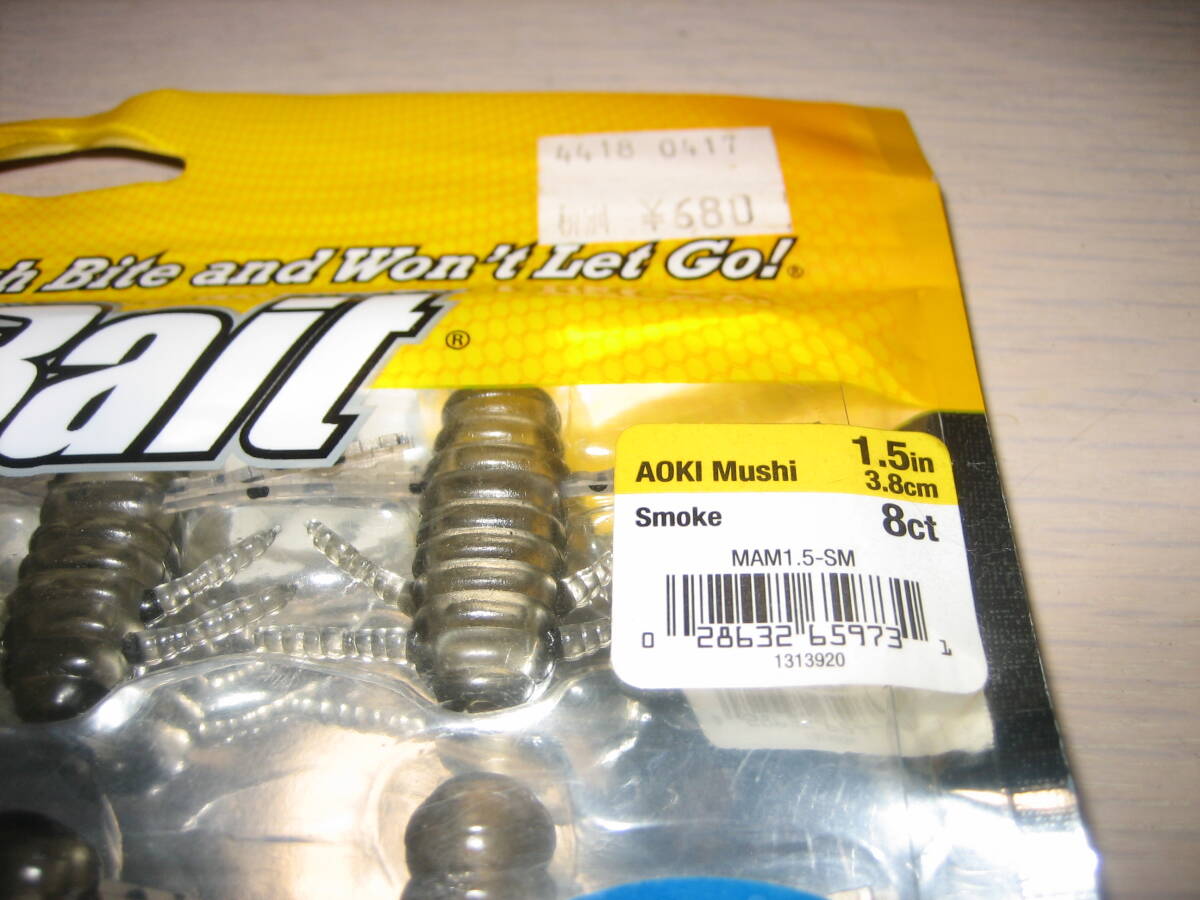 4418 0417
¥680
Bite and Won't Let Go!®
Bait®
AOKI Mushi
1.5in
3.8cm
Smoke
8ct
MAM1.5-SM
0 28632 65973 1
1313920